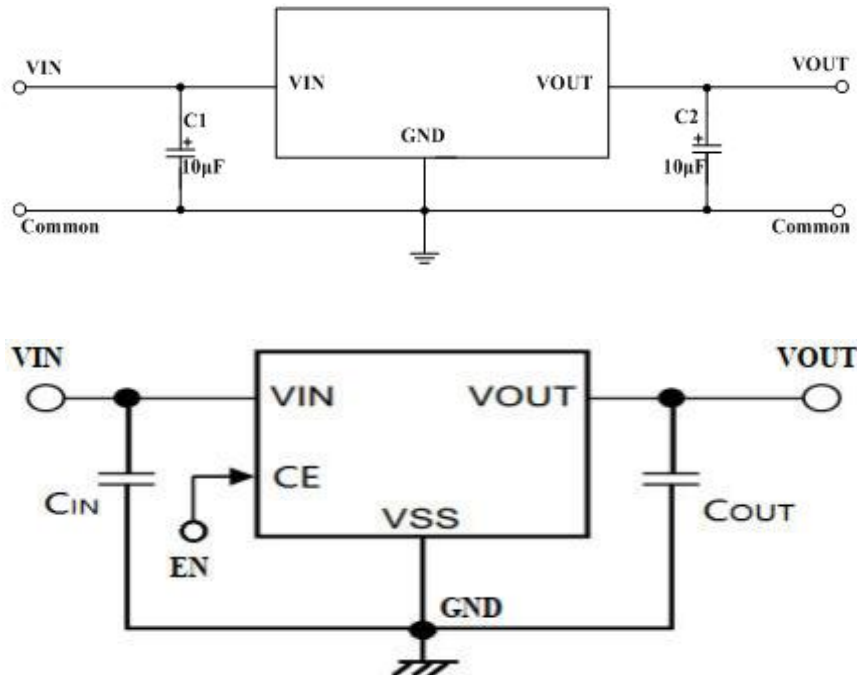 VIN
VOUT
VIN
VOUT
C1
+
10μF
GND
C2
+
10μF
Common
Common
VIN
VOUT
VIN
VOUT
CE
CIN
VSS
COUT
EN
GND